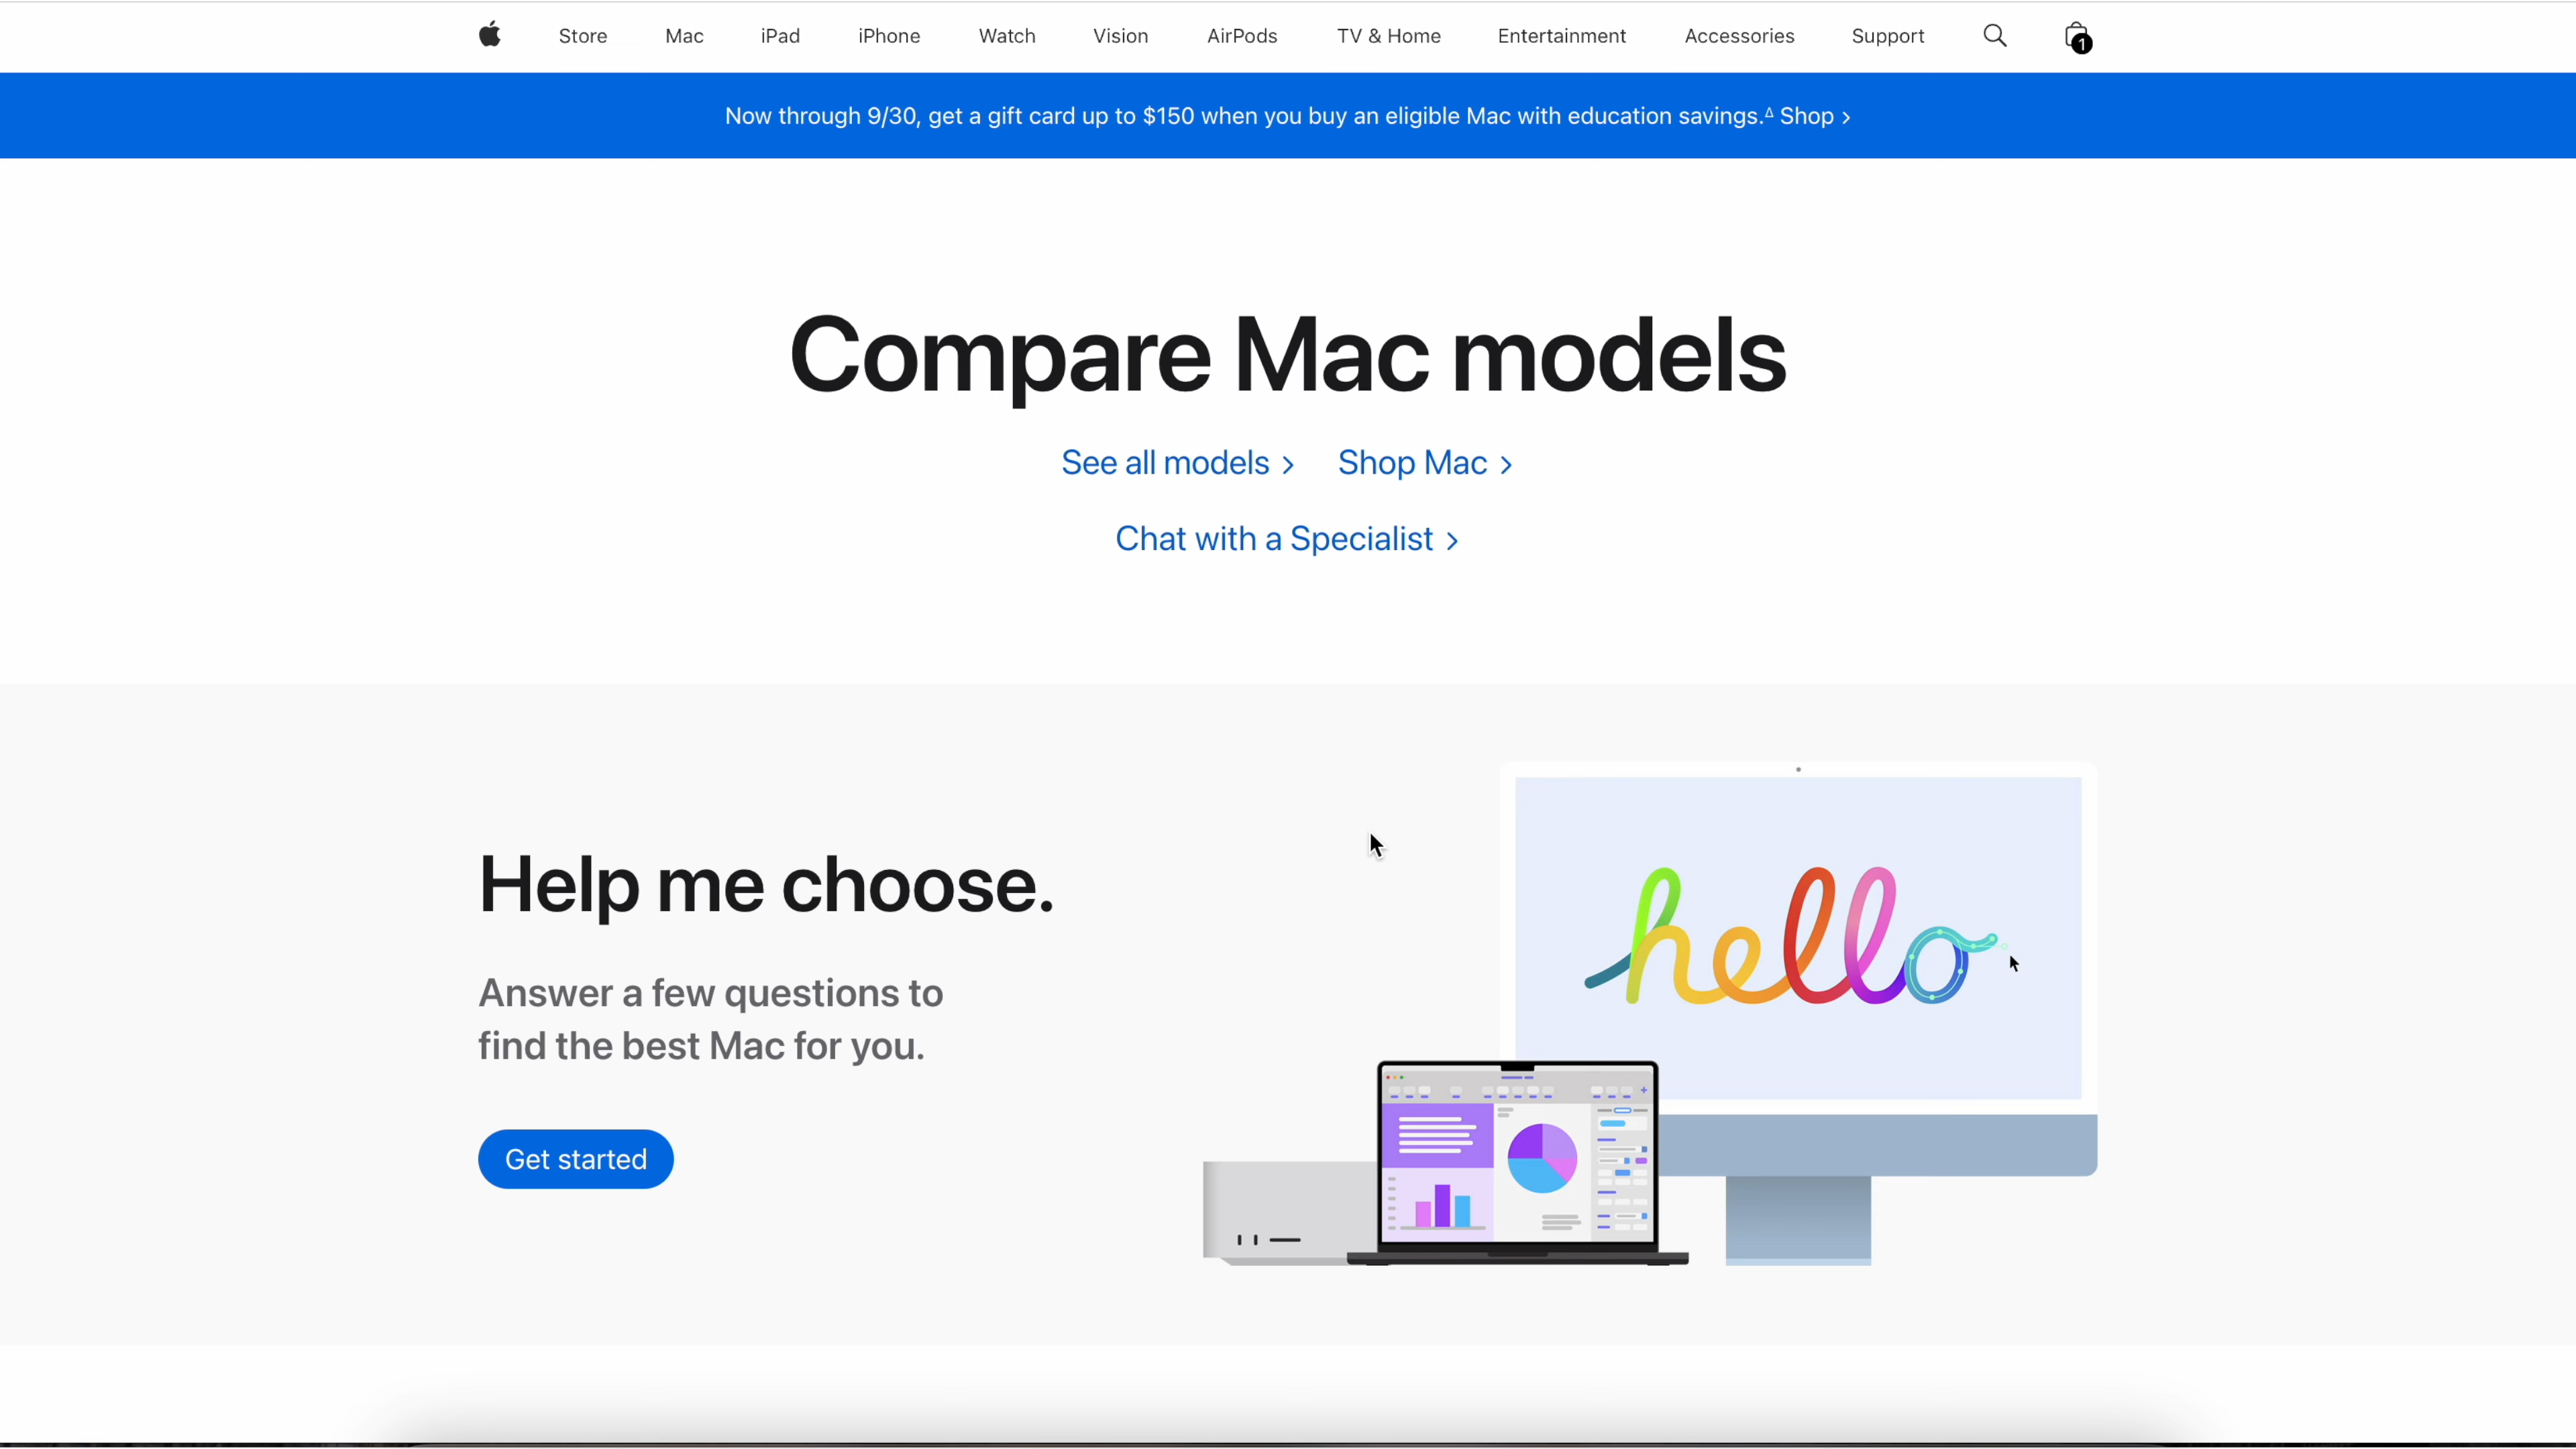 Store Mac iPad iPhone Watch Vision AirPods TV & Home Entertainment Accessories Support 1
Now through 9/30, get a gift card up to $150 when you buy an eligible Mac with education savings.Δ Shop >
Compare Mac models
See all models > Shop Mac >
Chat with a Specialist >
Help me choose.
Answer a few questions to
find the best Mac for you.
Get started
hello